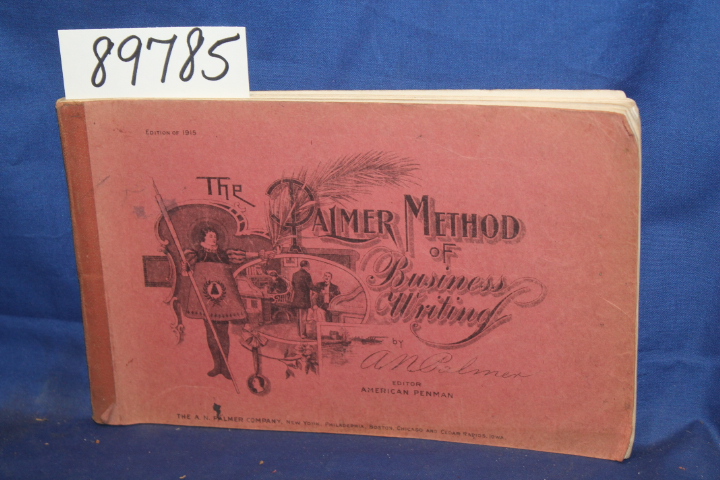 89785
EDITION OF 1915
The PALMER METHOD
OF
Business
Writing
by
A N Palmer
EDITOR
AMERICAN PENMAN
THE A. N. PALMER COMPANY, NEW YORK, PHILADELPHIA, BOSTON, CHICAGO AND CEDAR RAPIDS, IOWA